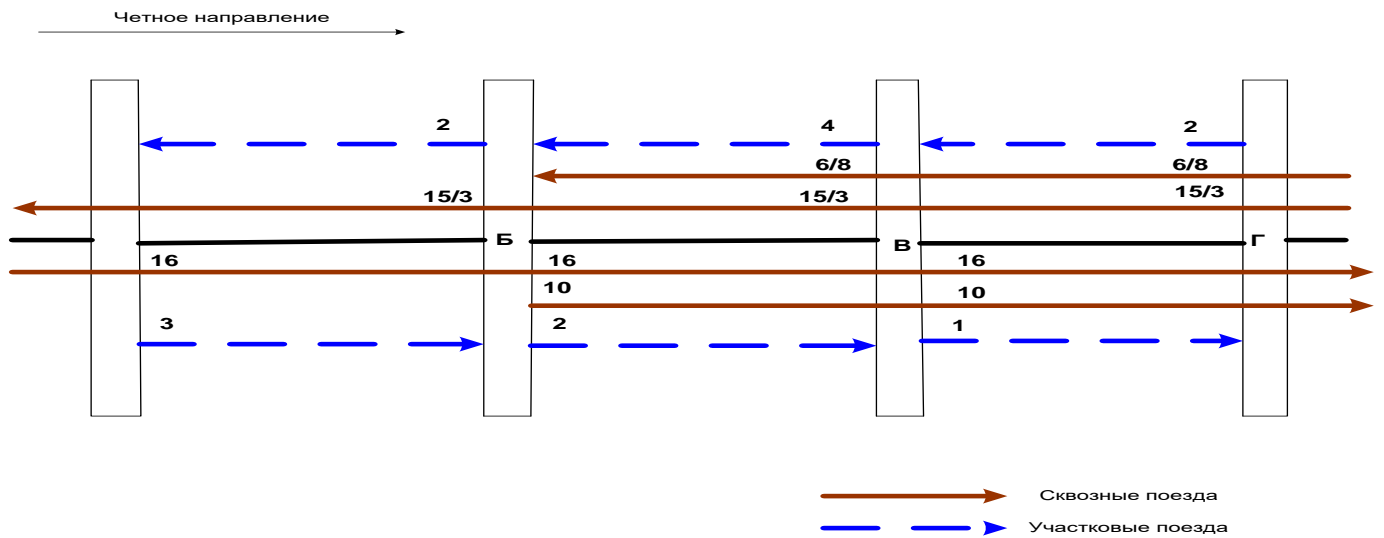 Четное направление
2
4
2
6/8
6/8
15/3
15/3
15/3
Б
В
Г
16
16
16
10
10
3
2
1
Сквозные поезда
Участковые поезда